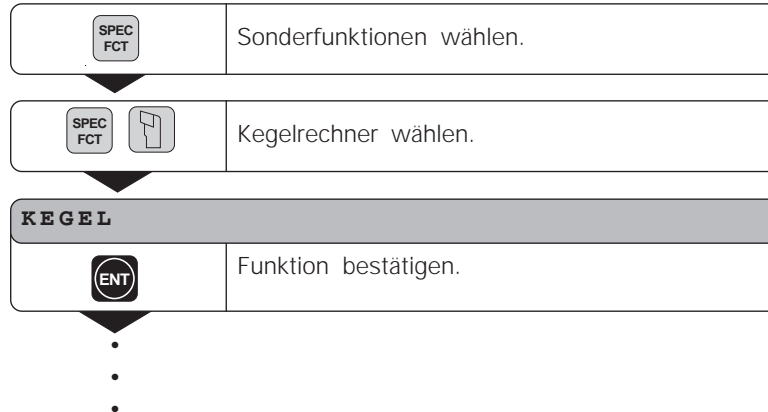 SPEC
FCT
Sonderfunktionen wählen.
SPEC
FCT
Kegelrechner wählen.
KEGEL
ENT
Funktion bestätigen.